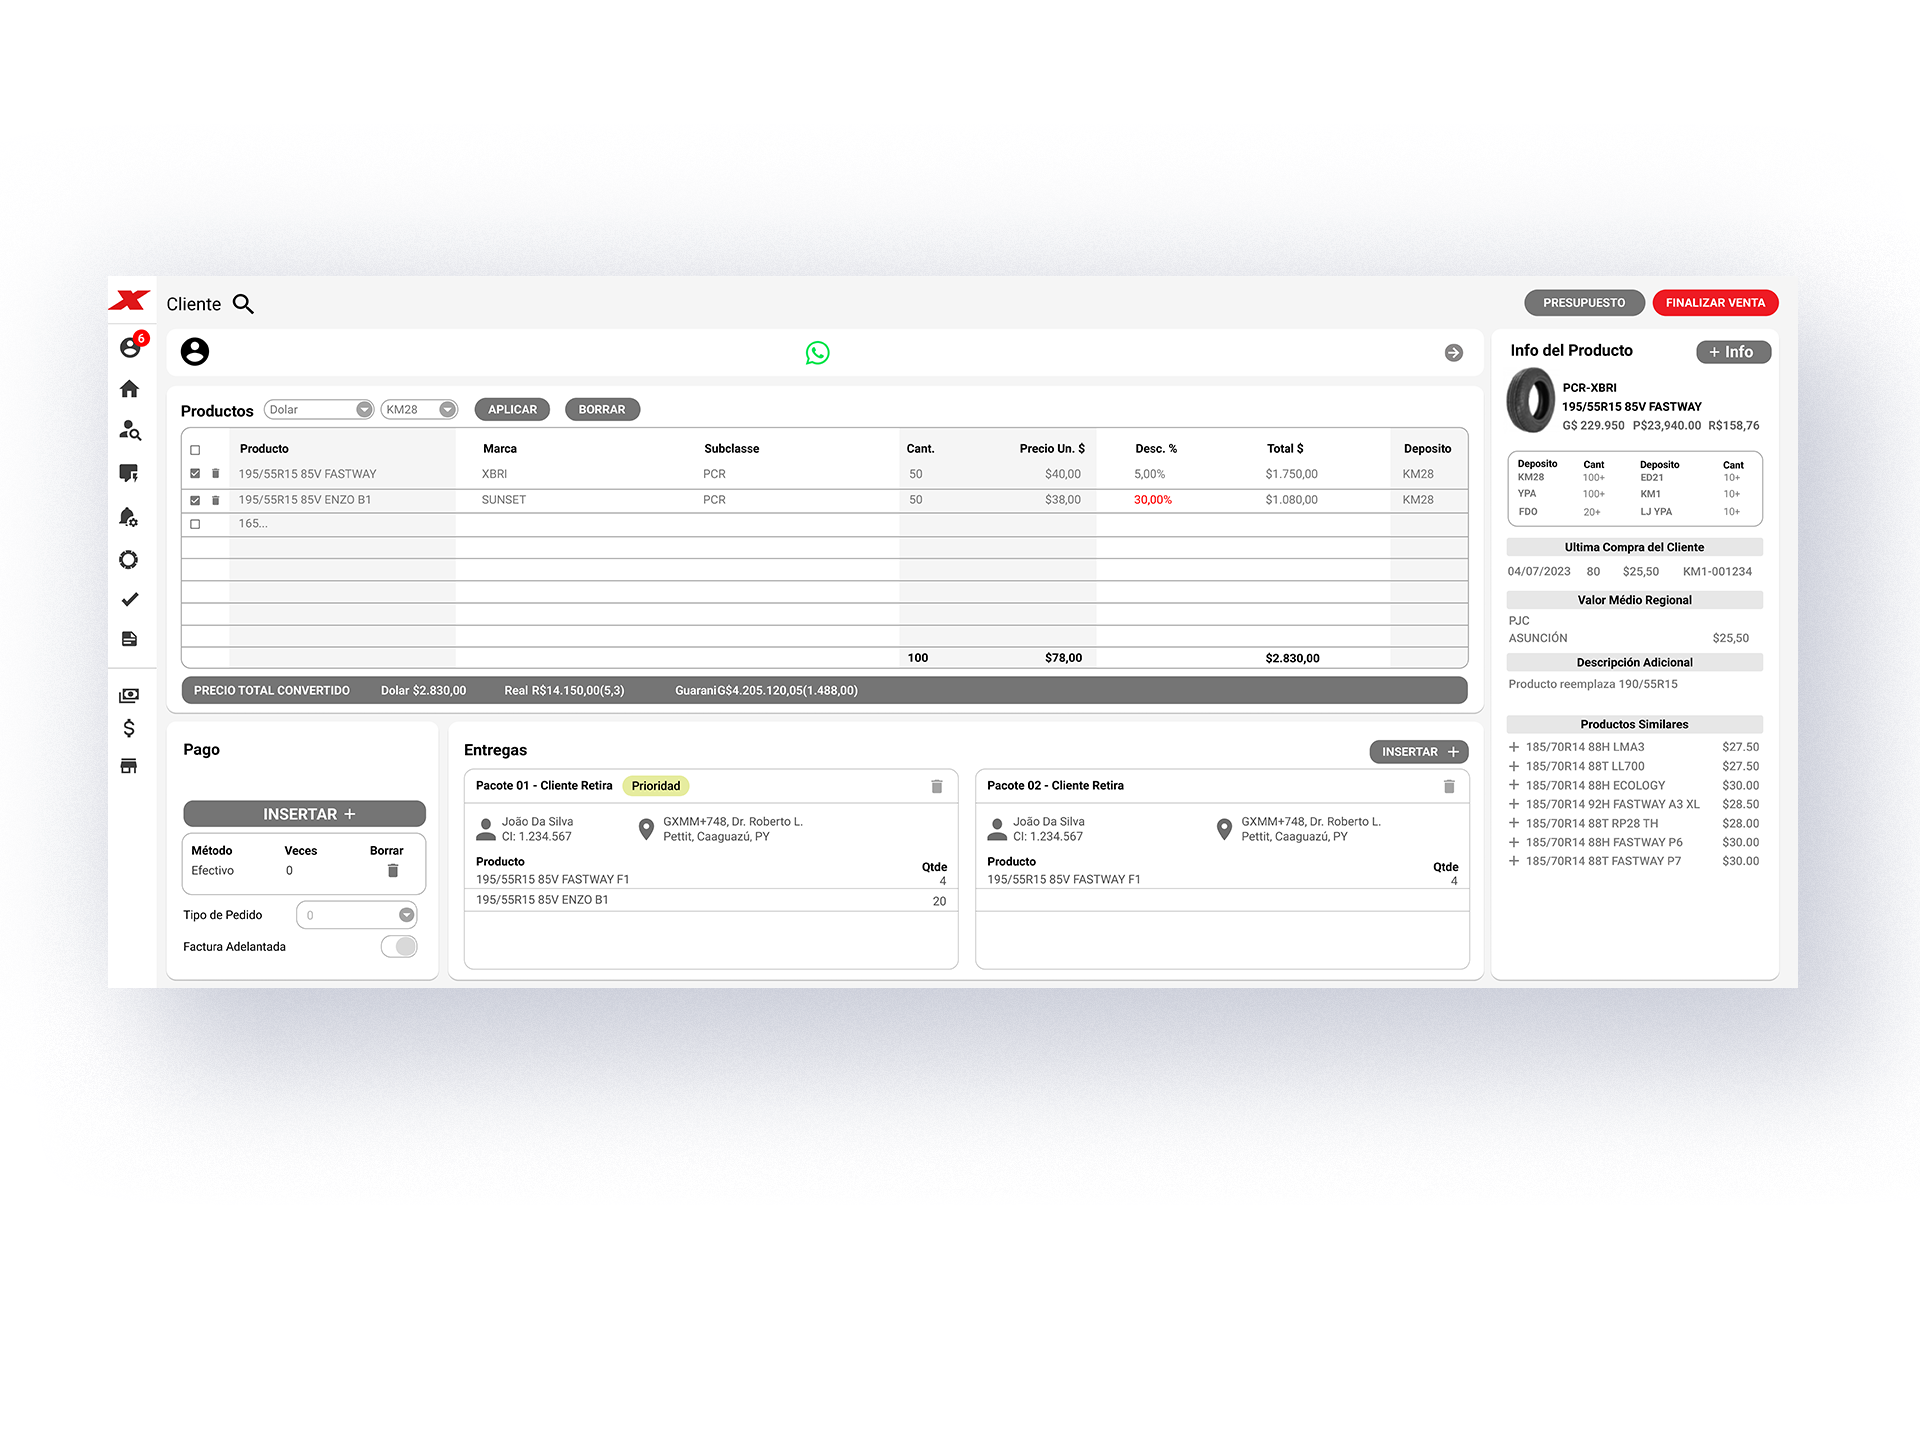 Cliente
PRESUPUESTO
FINALIZAR VENTA
6
Productos
Dolar
KM28
APLICAR
BORRAR
Producto Marca Subclasse Cant. Precio Un. $ Desc. % Total $ Deposito
195/55R15 85V FASTWAY XBRI PCR 50 $40,00 5,00% $1.750,00 KM28
195/55R15 85V ENZO B1 SUNSET PCR 50 $38,00 30,00% $1.080,00 KM28
165...
100 $78,00 $2.830,00
PRECIO TOTAL CONVERTIDO Dolar $2.830,00 Real R$14.150,00(5,3) GuaraniG$4.205.120,05(1.488,00)
Pago
INSERTAR +
Método Veces Borrar
Efectivo 0
Tipo de Pedido 0
Factura Adelantada
Entregas
INSERTAR +
Pacote 01 - Cliente Retira Prioridad
João Da Silva
CI: 1.234.567
GXMM+748, Dr. Roberto L.
Pettit, Caaguazú, PY
Producto Qtde
195/55R15 85V FASTWAY F1 4
195/55R15 85V ENZO B1 20
Pacote 02 - Cliente Retira
João Da Silva
CI: 1.234.567
GXMM+748, Dr. Roberto L.
Pettit, Caaguazú, PY
Producto Qtde
195/55R15 85V FASTWAY F1 4
Info del Producto
+ Info
PCR-XBRI
195/55R15 85V FASTWAY
G$ 229.950 P$23,940.00 R$158,76
Deposito Cant Deposito Cant
KM28 100+ ED21 10+
YPA 100+ KM1 10+
FDO 20+ LJ YPA 10+
Ultima Compra del Cliente
04/07/2023 80 $25,50 KM1-001234
Valor Médio Regional
PJC
ASUNCIÓN $25,50
Descripción Adicional
Producto reemplaza 190/55R15
Productos Similares
+ 185/70R14 88H LMA3 $27.50
+ 185/70R14 88T LL700 $27.50
+ 185/70R14 88H ECOLOGY $30.00
+ 185/70R14 92H FASTWAY A3 XL $28.50
+ 185/70R14 88T RP28 TH $28.00
+ 185/70R14 88H FASTWAY P6 $30.00
+ 185/70R14 88T FASTWAY P7 $30.00